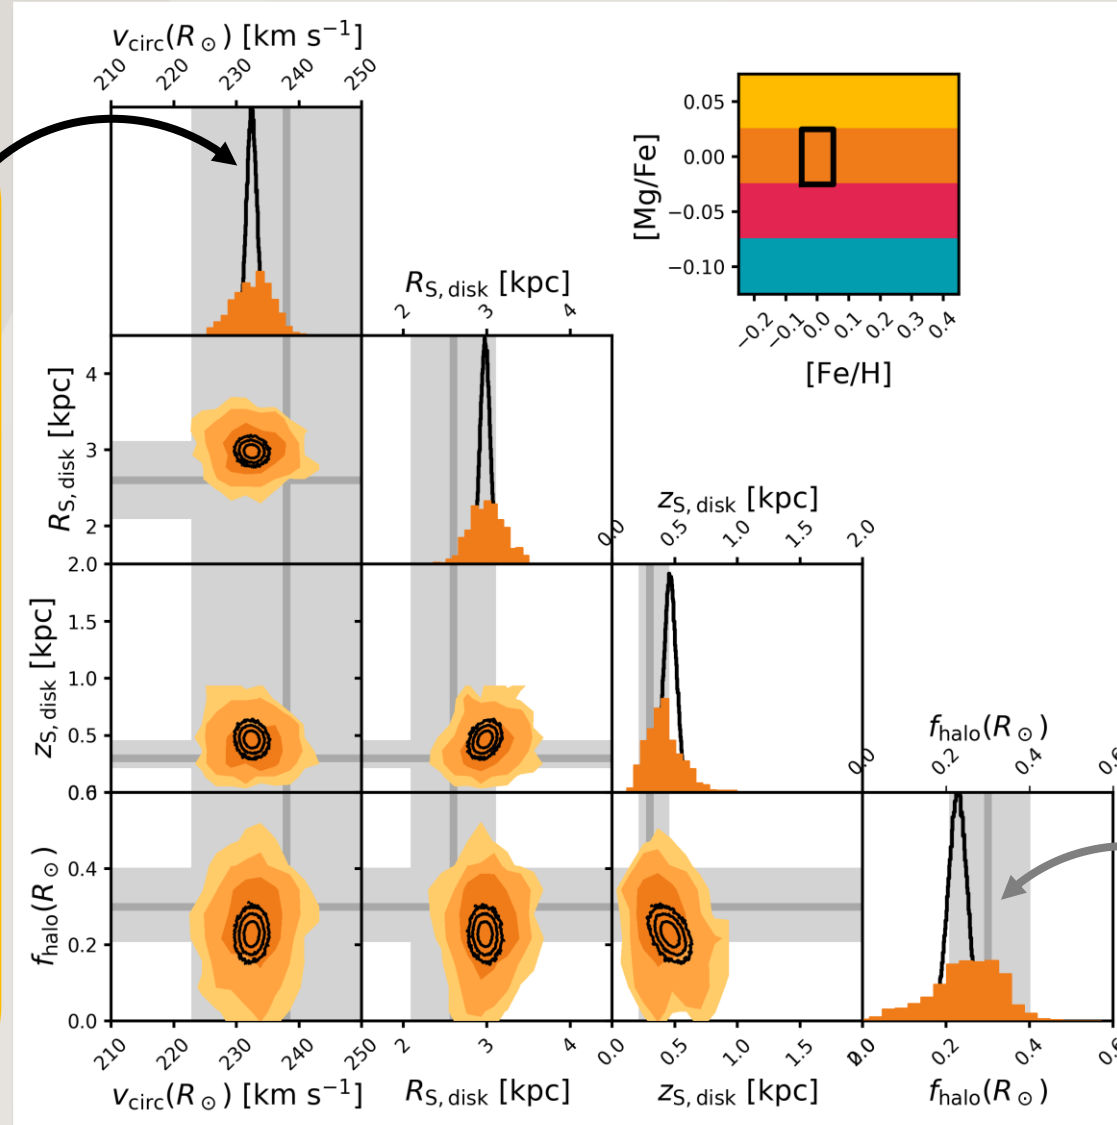 v_circ(R_⊙) [km s⁻¹]
210 220 230 240 250
0.05
0.00
−0.05
−0.10
[Mg/Fe]
−0.2 −0.1 0.0 0.1 0.2 0.3 0.4
[Fe/H]
R_S, disk [kpc]
2 3 4
4
3
2
R_S, disk [kpc]
z_S, disk [kpc]
0.0 0.5 1.0 1.5 2.0
2.0
1.5
1.0
0.5
z_S, disk [kpc]
f_halo(R_⊙)
0.0 0.2 0.4 0.6
0.6
0.4
0.2
0.0
f_halo(R_⊙)
210 220 230 240 250 2 3 4 0.0 0.5 1.0 1.5 0.2 0.4 0.6
v_circ(R_⊙) [km s⁻¹] R_S, disk [kpc] z_S, disk [kpc] f_halo(R_⊙)